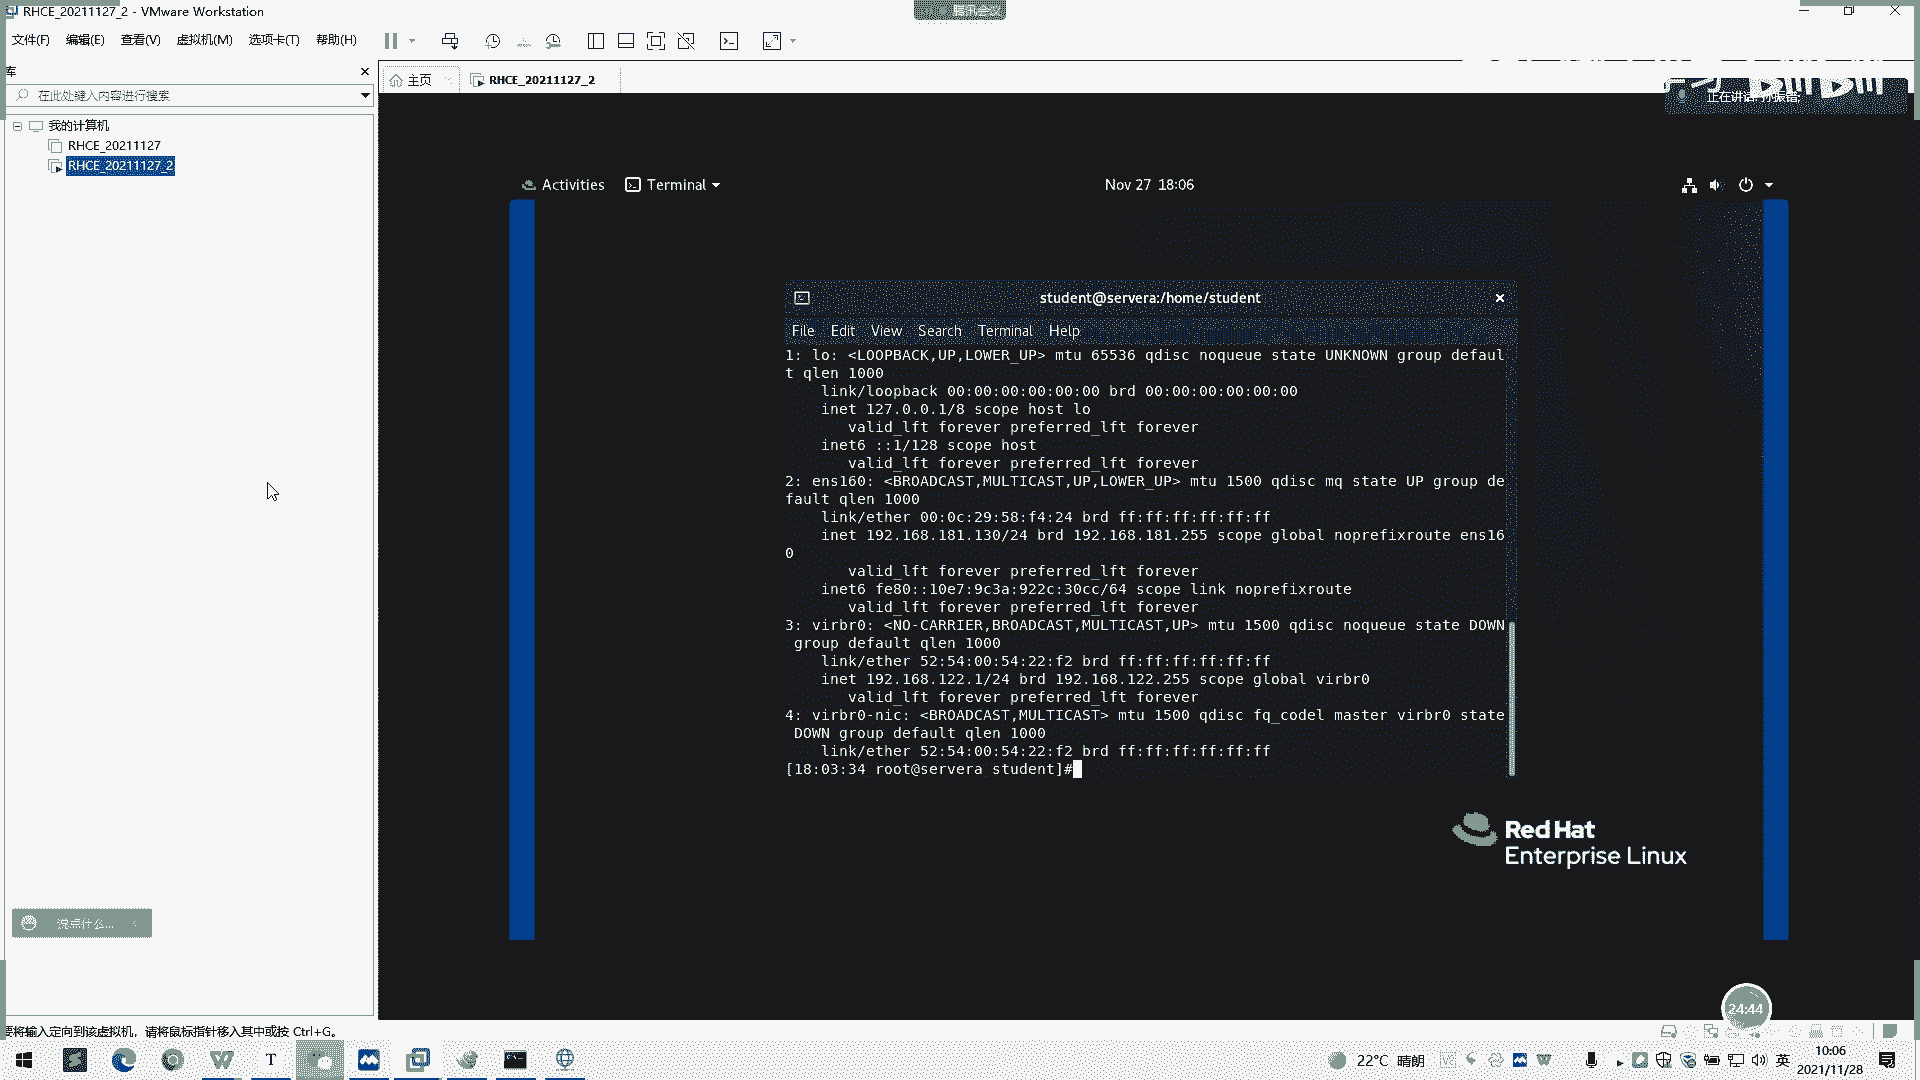 RHCE_20211127_2 - VMware Workstation
腾讯会议
文件(F) 编辑(E) 查看(V) 虚拟机(M) 选项卡(T) 帮助(H)
库
在此处键入内容进行搜索
主页
RHCE_20211127_2
正在讲话:
我的计算机
RHCE_20211127
RHCE_20211127_2
Activities Terminal Nov 27 18:06
student@servera:/home/student
File Edit View Search Terminal Help
1: lo: <LOOPBACK,UP,LOWER_UP> mtu 65536 qdisc noqueue state UNKNOWN group defaul
t qlen 1000
link/loopback 00:00:00:00:00:00 brd 00:00:00:00:00:00
inet 127.0.0.1/8 scope host lo
valid_lft forever preferred_lft forever
inet6 ::1/128 scope host
valid_lft forever preferred_lft forever
2: ens160: <BROADCAST,MULTICAST,UP,LOWER_UP> mtu 1500 qdisc mq state UP group de
fault qlen 1000
link/ether 00:0c:29:58:f4:24 brd ff:ff:ff:ff:ff:ff
inet 192.168.181.130/24 brd 192.168.181.255 scope global noprefixroute ens16
0
valid_lft forever preferred_lft forever
inet6 fe80::10e7:9c3a:922c:30cc/64 scope link noprefixroute
valid_lft forever preferred_lft forever
3: virbr0: <NO-CARRIER,BROADCAST,MULTICAST,UP> mtu 1500 qdisc noqueue state DOWN
group default qlen 1000
link/ether 52:54:00:54:22:f2 brd ff:ff:ff:ff:ff:ff
inet 192.168.122.1/24 brd 192.168.122.255 scope global virbr0
valid_lft forever preferred_lft forever
4: virbr0-nic: <BROADCAST,MULTICAST> mtu 1500 qdisc fq_codel master virbr0 state
DOWN group default qlen 1000
link/ether 52:54:00:54:22:f2 brd ff:ff:ff:ff:ff:ff
[18:03:34 root@servera student]#
Red Hat
Enterprise Linux
说点什么...
24:44
要将输入定向到该虚拟机，请将鼠标指针移入其中或按 Ctrl+G。
22°C 晴朗
英
10:06
2021/11/28